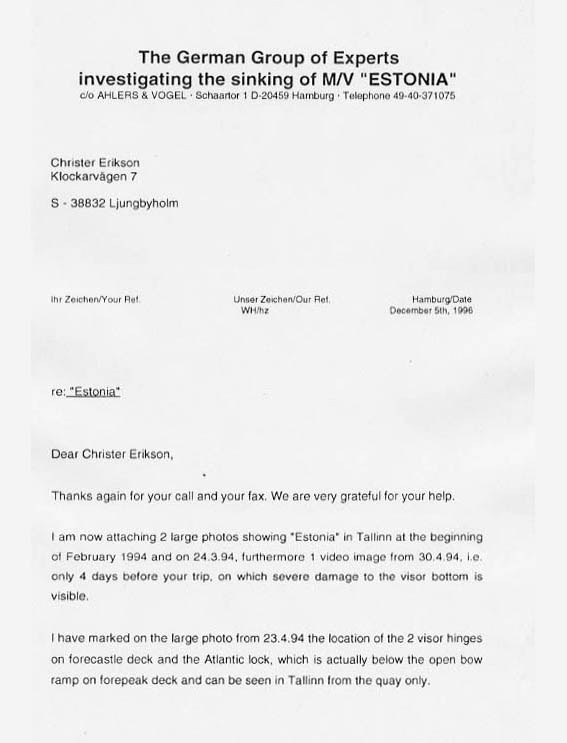 The German Group of Experts
investigating the sinking of M/V "ESTONIA"
c/o AHLERS & VOGEL · Schaartor 1 D-20459 Hamburg · Telephone 49-40-371075
Christer Erikson
Klockarvägen 7
S - 38832 Ljungbyholm
Ihr Zeichen/Your Ref.
Unser Zeichen/Our Ref.
WH/hz
Hamburg/Date
December 5th, 1996
re: "Estonia"
Dear Christer Erikson,
Thanks again for your call and your fax. We are very grateful for your help.
I am now attaching 2 large photos showing "Estonia" in Tallinn at the beginning
of February 1994 and on 24.3.94, furthermore 1 video image from 30.4.94, i.e.
only 4 days before your trip, on which severe damage to the visor bottom is
visible.
I have marked on the large photo from 23.4.94 the location of the 2 visor hinges
on forecastle deck and the Atlantic lock, which is actually below the open bow
ramp on forepeak deck and can be seen in Tallinn from the quay only.